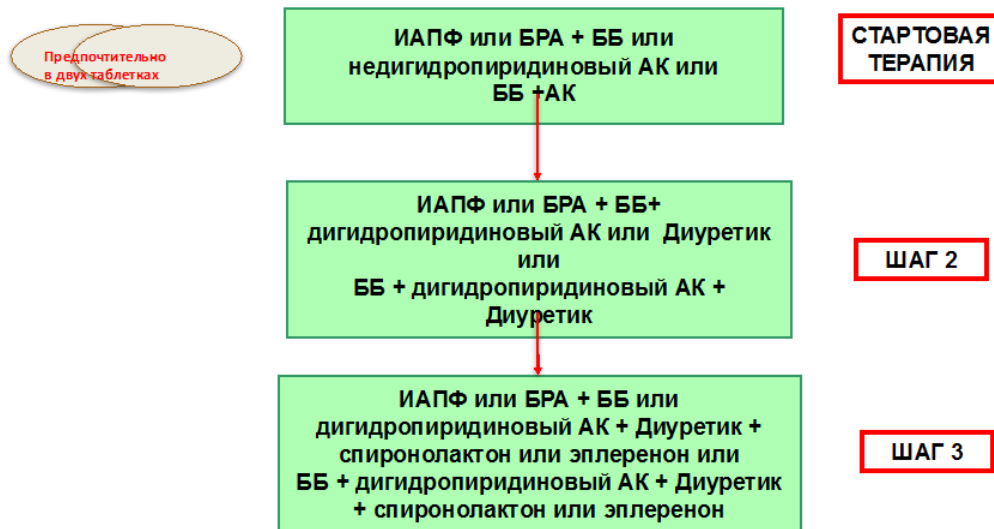 Предпочтительно
в двух таблетках
ИАПФ или БРА + ББ или
недигидропиридиновый АК или
ББ +АК
СТАРТОВАЯ
ТЕРАПИЯ
ИАПФ или БРА + ББ+
дигидропиридиновый АК или Диуретик
или
ББ + дигидропиридиновый АК +
Диуретик
ШАГ 2
ИАПФ или БРА + ББ или
дигидропиридиновый АК + Диуретик +
спиронолактон или эплеренон или
ББ + дигидропиридиновый АК + Диуретик
+ спиронолактон или эплеренон
ШАГ 3